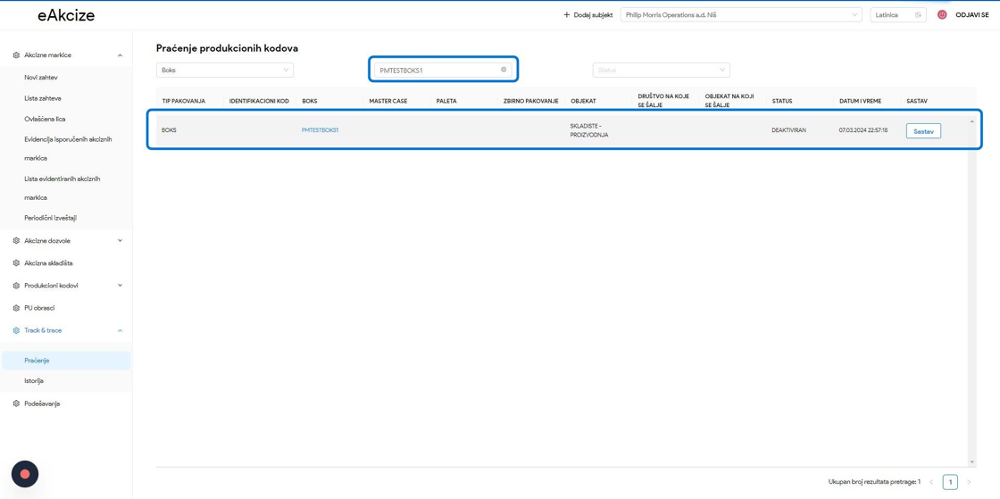 eAkcize
Dodaj subjekt
Philip Morris Operations a.d. Niš
Latinica
ODJAVI SE
Akcizne markice
Novi zahtev
Lista zahteva
Ovlašćena lica
Evidencija isporučenih akciznih
markica
Lista evidentiranih akciznih
markica
Periodični izveštaji
Akcizne dozvole
Akcizna skladišta
Produkcioni kodovi
PU obrasci
Track & trace
Praćenje
Istorija
Podešavanja
Praćenje produkcionih kodova
Boks
PMTESTBOKS1
Status
TIP PAKOVANJA
IDENTIFIKACIONI KOD
BOKS
MASTER CASE
PALETA
ZBIRNO PAKOVANJE
OBJEKAT
DRUŠTVO NA KOJE
SE ŠALJE
OBJEKAT NA KOJI
SE ŠALJE
STATUS
DATUM I VREME
SASTAV
BOKS
PMTESTBOKS1
SKLADIŠTE -
PROIZVODNJA
DEAKTIVIRAN
07.03.2024 22:57:18
Sastav
Ukupan broj rezultata pretrage: 1
1